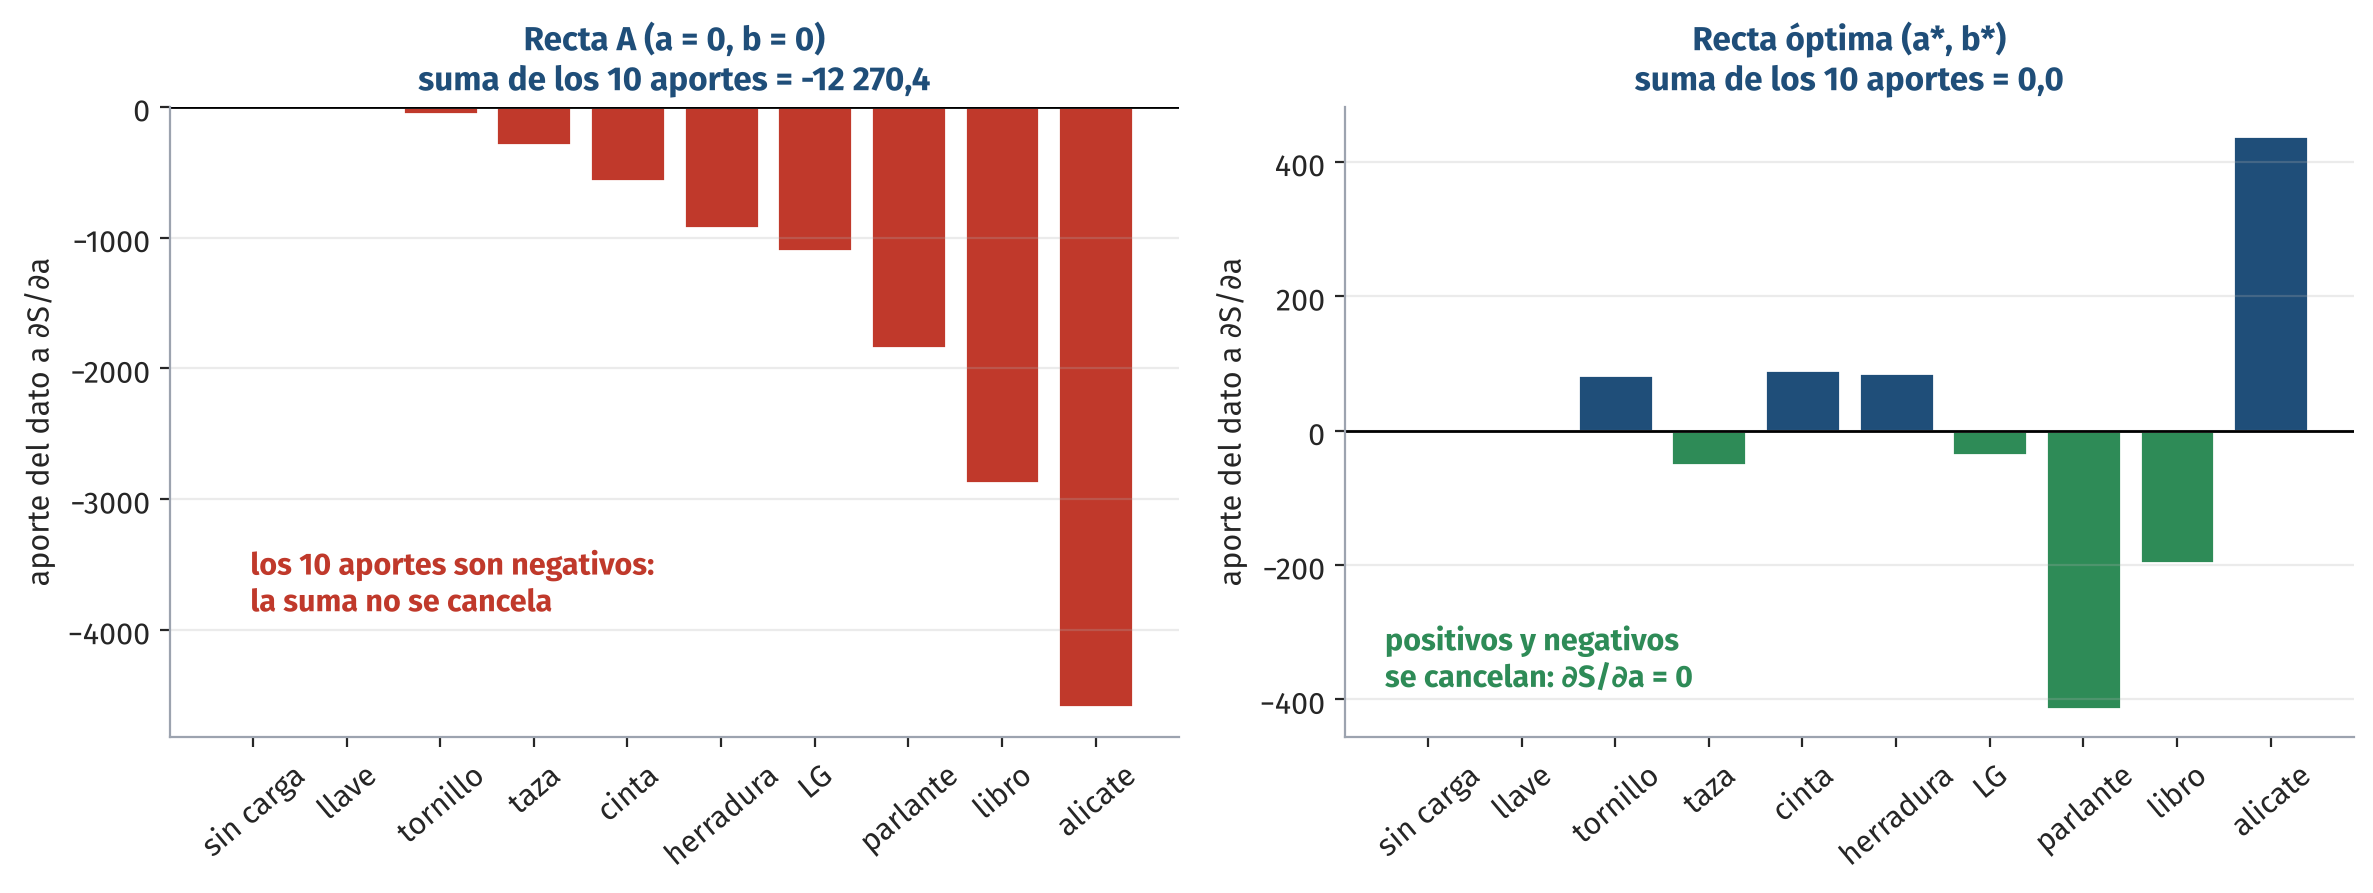 Recta A (a = 0, b = 0)
suma de los 10 aportes = -12 270,4
aporte del dato a ∂S/∂a
0
−1000
−2000
−3000
−4000
los 10 aportes son negativos:
la suma no se cancela
sin carga
llave
tornillo
taza
cinta
herradura
LG
parlante
libro
alicate
Recta óptima (a*, b*)
suma de los 10 aportes = 0,0
aporte del dato a ∂S/∂a
400
200
0
−200
−400
positivos y negativos
se cancelan: ∂S/∂a = 0
sin carga
llave
tornillo
taza
cinta
herradura
LG
parlante
libro
alicate